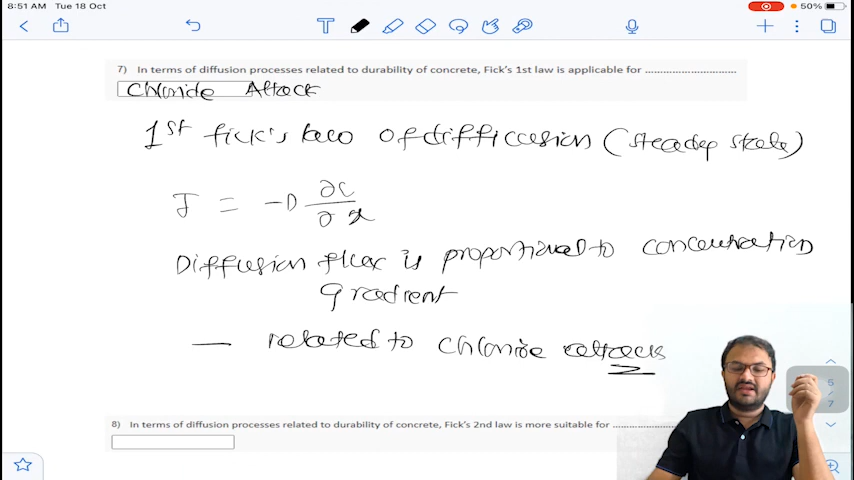 8:51 AM Tue 18 Oct
50%
7) In terms of diffusion processes related to durability of concrete, Fick's 1st law is applicable for ................................
Chloride Attack
1st fick's law of diffusion (steady state)
J = -D ∂C/∂x
Diffusion flux is proportional to concentration
gradient
— related to chloride attack
5
/
7
8) In terms of diffusion processes related to durability of concrete, Fick's 2nd law is more suitable for ......................